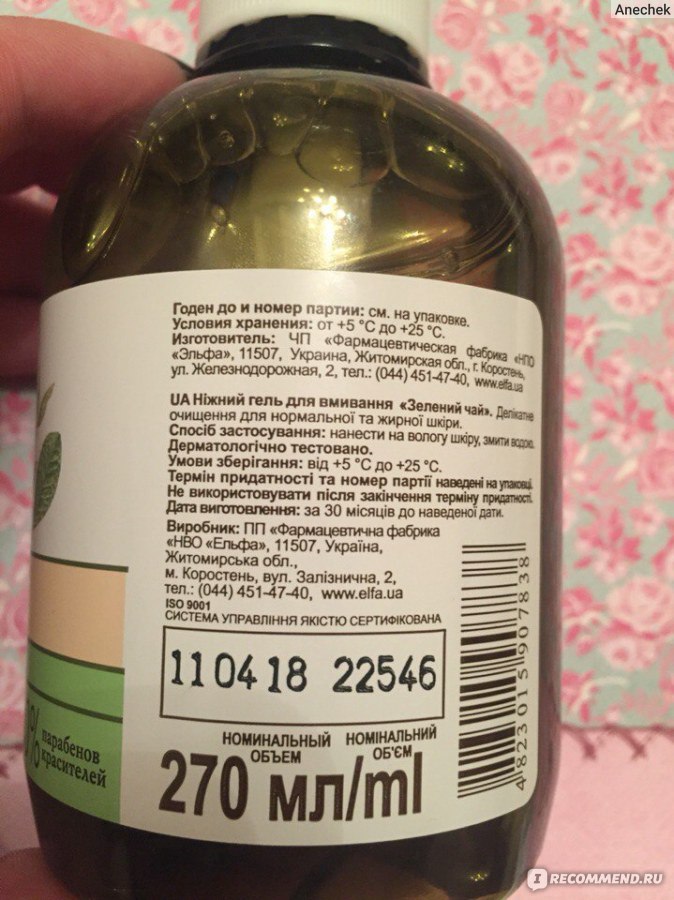 Anechek
Годен до и номер партии: см. на упаковке.
Условия хранения: от +5 °C до +25 °C.
Изготовитель: ЧП «Фармацевтическая фабрика «НПО
«Эльфа», 11507, Украина, Житомирская обл., г. Коростень,
ул. Железнодорожная, 2, тел.: (044) 451-47-40, www.elfa.ua
UA Ніжний гель для вмивання «Зелений чай». Делікатне
очищення для нормальної та жирної шкіри.
Спосіб застосування: нанести на вологу шкіру, змити водою.
Дерматологічно тестовано.
Умови зберігання: від +5 °C до +25 °C.
Термін придатності та номер партії наведені на упаковці.
Не використовувати після закінчення терміну придатності.
Дата виготовлення: за 30 місяців до наведеної дати.
Виробник: ПП «Фармацевтична фабрика
«НВО «Ельфа», 11507, Україна,
Житомирська обл.,
м. Коростень, вул. Залізнична, 2,
тел.: (044) 451-47-40, www.elfa.ua
ISO 9001
СИСТЕМА УПРАВЛІННЯ ЯКІСТЮ СЕРТИФІКОВАНА
110418 22546
НОМИНАЛЬНЫЙ ОБЪЕМ
НОМІНАЛЬНИЙ ОБ'ЄМ
270 мл/ml
4823015907838
% парабенов
красителей
IRECOMMEND.RU